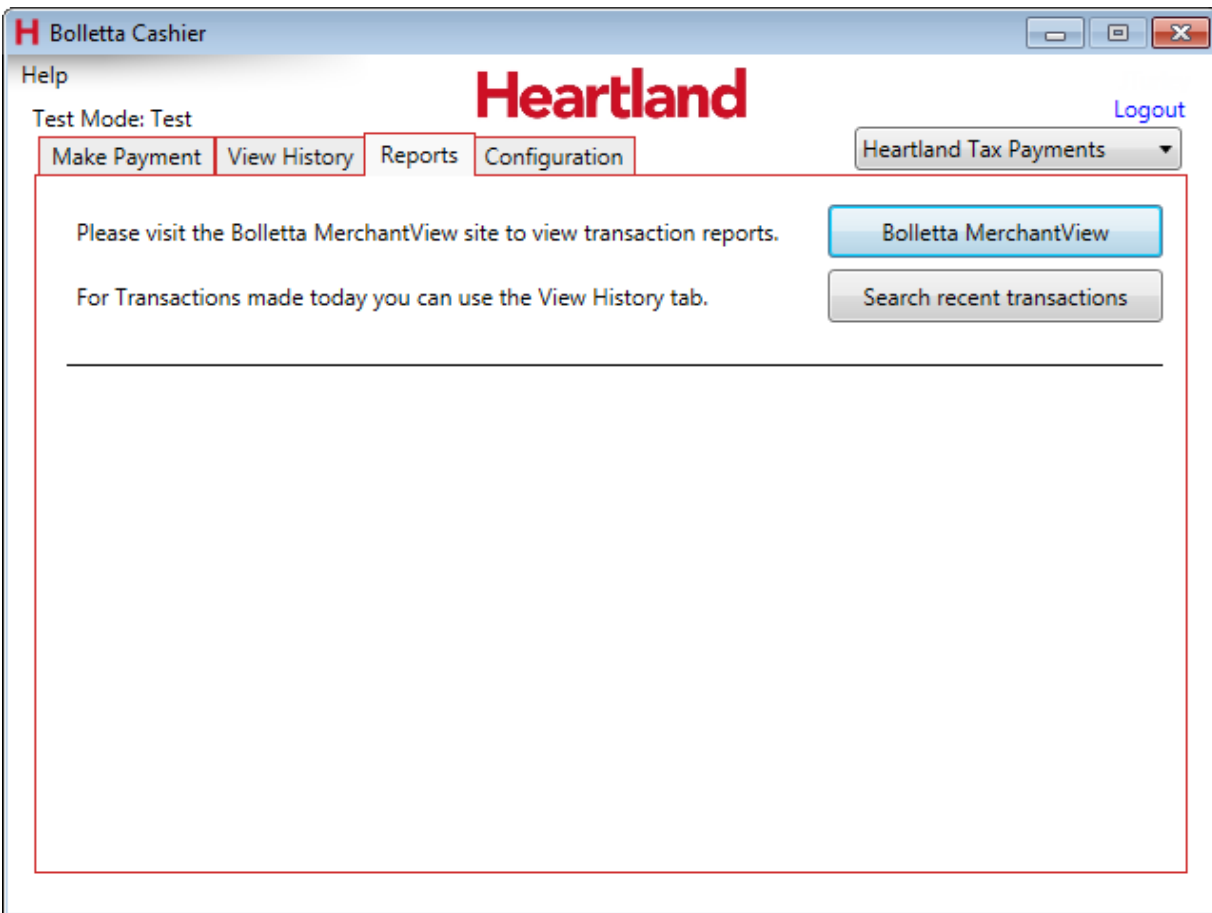 H Bolletta Cashier
Help
Heartland
Logout
Test Mode: Test
Make Payment View History Reports Configuration Heartland Tax Payments
Please visit the Bolletta MerchantView site to view transaction reports. Bolletta MerchantView
For Transactions made today you can use the View History tab. Search recent transactions